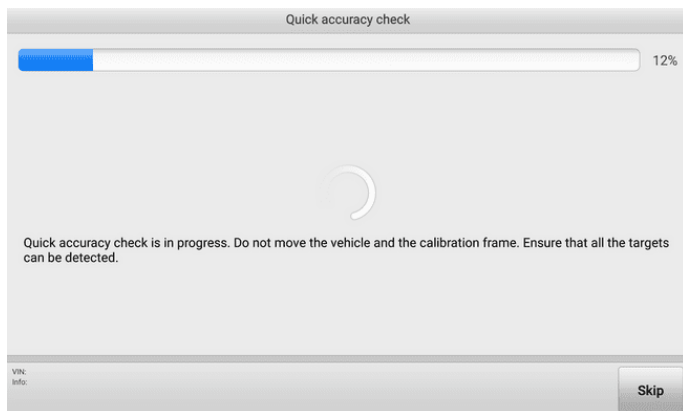 Quick accuracy check
12%
Quick accuracy check is in progress. Do not move the vehicle and the calibration frame. Ensure that all the targets
can be detected.
VIN:
Info:
Skip